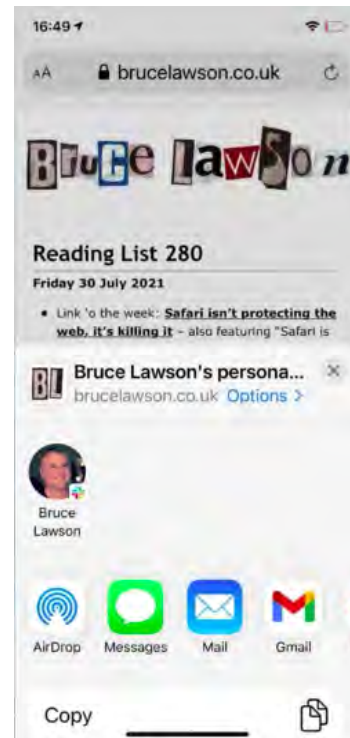 16:49
AA brucelawson.co.uk
Bruce Lawson
Reading List 280
Friday 30 July 2021
• Link 'o the week: Safari isn't protecting the
web, it's killing it – also featuring "Safari is
Bruce Lawson's persona...
brucelawson.co.uk Options >
Bruce
Lawson
AirDrop Messages Mail Gmail
Copy